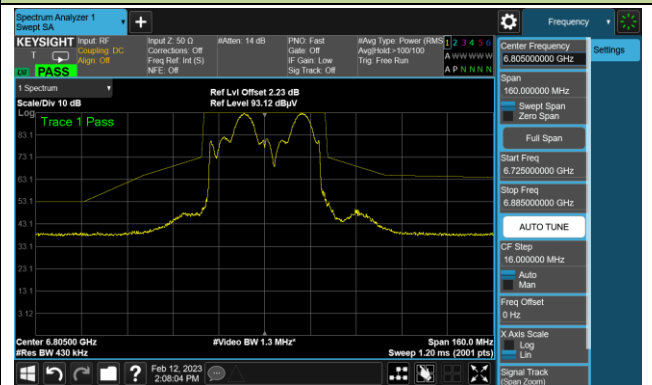 Spectrum Analyzer 1
Swept SA
Frequency
KEYSIGHT
Input: RF
Coupling: DC
Align: Off
Input Z: 50 Ω
Corrections: Off
Freq Ref: Int (S)
NFE: Off
#Atten: 14 dB
PNO: Fast
Gate: Off
IF Gain: Low
Sig Track: Off
#Avg Type: Power (RMS
Avg|Hold:>100/100
Trig: Free Run
1 2 3 4 5 6
A W W W W W
A P N N N N
T
PASS
Center Frequency
6.805000000 GHz
Settings
Span
160.000000 MHz
Swept Span
Zero Span
Full Span
Start Freq
6.725000000 GHz
Stop Freq
6.885000000 GHz
AUTO TUNE
CF Step
16.000000 MHz
Auto
Man
Freq Offset
0 Hz
X Axis Scale
Log
Lin
Signal Track
(Span Zoom)
1 Spectrum
Scale/Div 10 dB
Ref Lvl Offset 2.23 dB
Ref Level 93.12 dBµV
Log
Trace 1 Pass
83.1
73.1
63.1
53.1
43.1
33.1
23.1
13.1
3.12
Center 6.80500 GHz
#Res BW 430 kHz
#Video BW 1.3 MHz*
Span 160.0 MHz
Sweep 1.20 ms (2001 pts)
Feb 12, 2023
2:08:04 PM